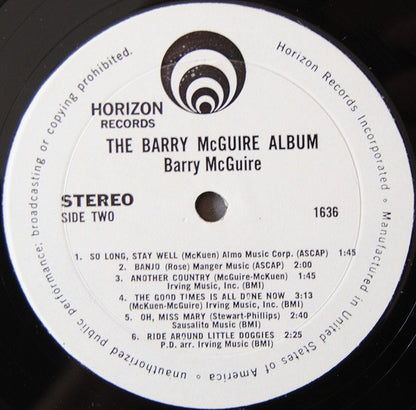 HORIZON
RECORDS
THE BARRY McGUIRE ALBUM
Barry McGuire
STEREO
SIDE TWO
1636
1. SO LONG, STAY WELL (McKuen) Almo Music Corp. (ASCAP) 1:45
2. BANJO (Rose) Manger Music (ASCAP) 2:00
3. ANOTHER COUNTRY (McGuire-McKuen) 1:45
Irving Music, Inc. (BMI)
4. THE GOOD TIMES IS ALL DONE NOW 3:13
(McKuen-McGuire) Irving Music, Inc. (BMI)
5. OH, MISS MARY (Stewart-Phillips) 2:40
Sausalito Music (BMI)
6. RIDE AROUND LITTLE DOGGIES 2:25
P.D. arr. Irving Music (BMI)
Horizon Records Incorporated ∘ Manufactured in United States of America ∘ unauthorized public performance; broadcasting or copying prohibited.